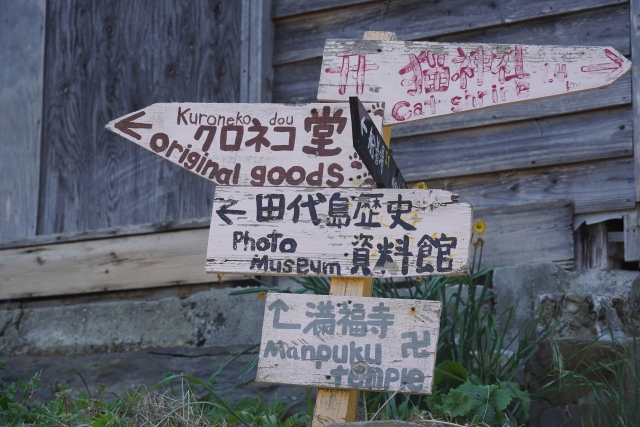 猫神社
cat shrine
Kuroneko dou
クロネコ堂
original goods
← 田代島歴史
Photo 資料館
Museum
満福寺
Manpuku 卍
temple